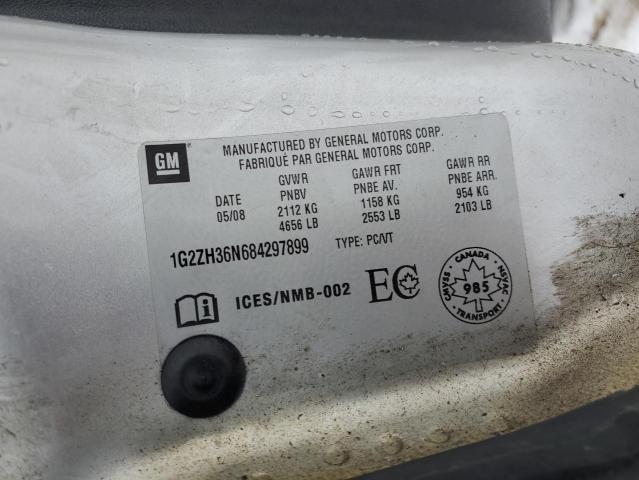 GM
MANUFACTURED BY GENERAL MOTORS CORP.
FABRIQUÉ PAR GENERAL MOTORS CORP.
DATE
05/08
GVWR
PNBV
2112 KG
4656 LB
GAWR FRT
PNBE AV.
1158 KG
2553 LB
GAWR RR
PNBE ARR.
954 KG
2103 LB
1G2ZH36N684297899
TYPE: PC/VT
i
ICES/NMB-002
EC
CANADA
CMVSS
NSVAC
985
TRANSPORT